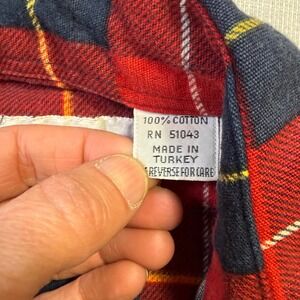 100% COTTON
RN 51043
MADE IN
TURKEY
REVERSE FOR CARE